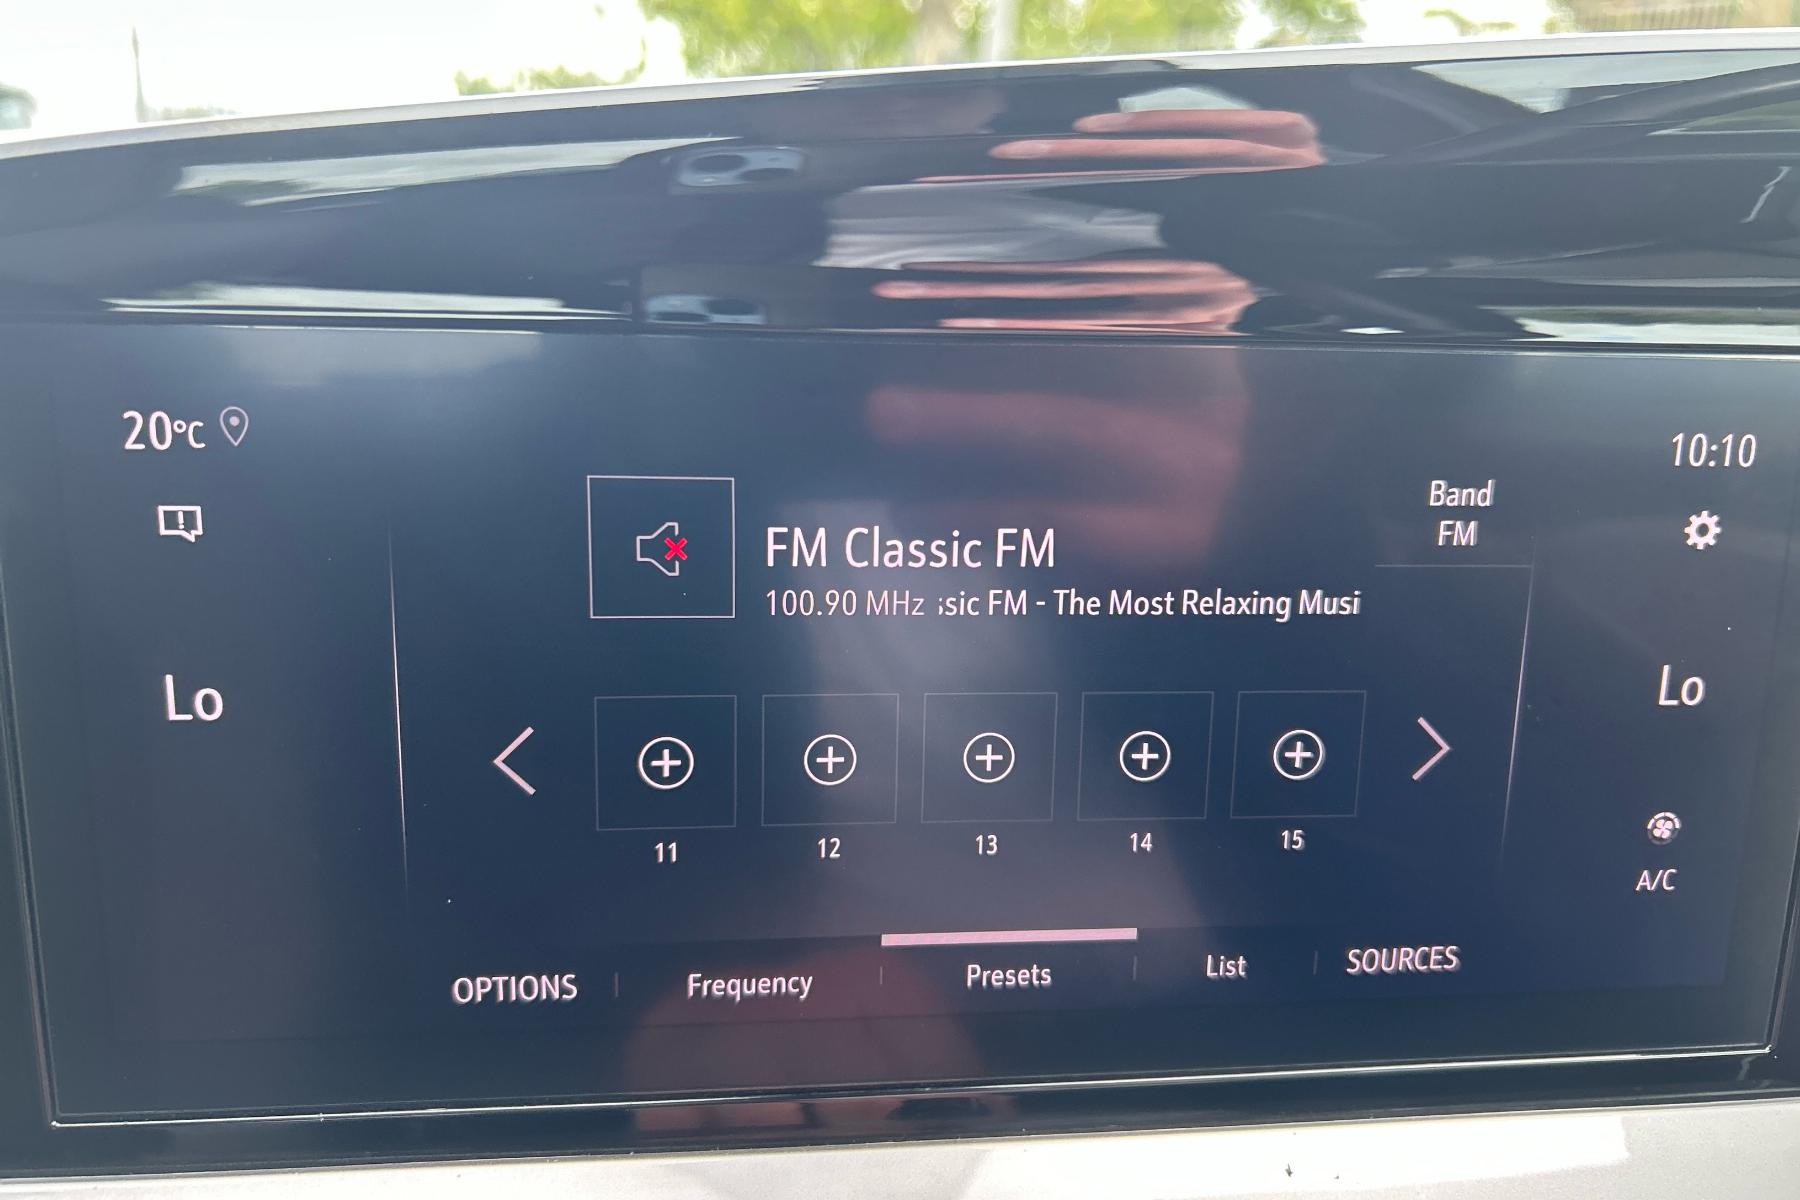 20°C
10:10
Band
FM
FM Classic FM
100.90 MHz sic FM - The Most Relaxing Musi
Lo
Lo
11
12
13
14
15
A/C
OPTIONS
Frequency
Presets
List
SOURCES